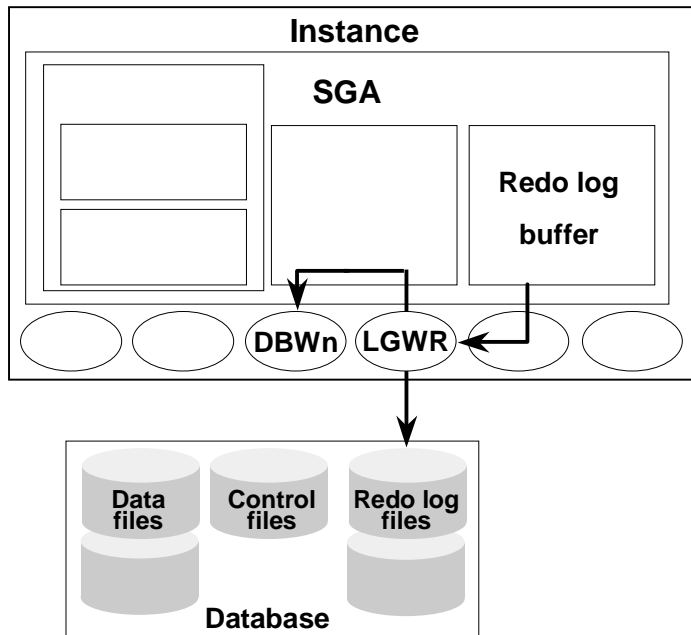 Instance
SGA
Redo log
buffer
DBWn
LGWR
Data
files
Control
files
Redo log
files
Database